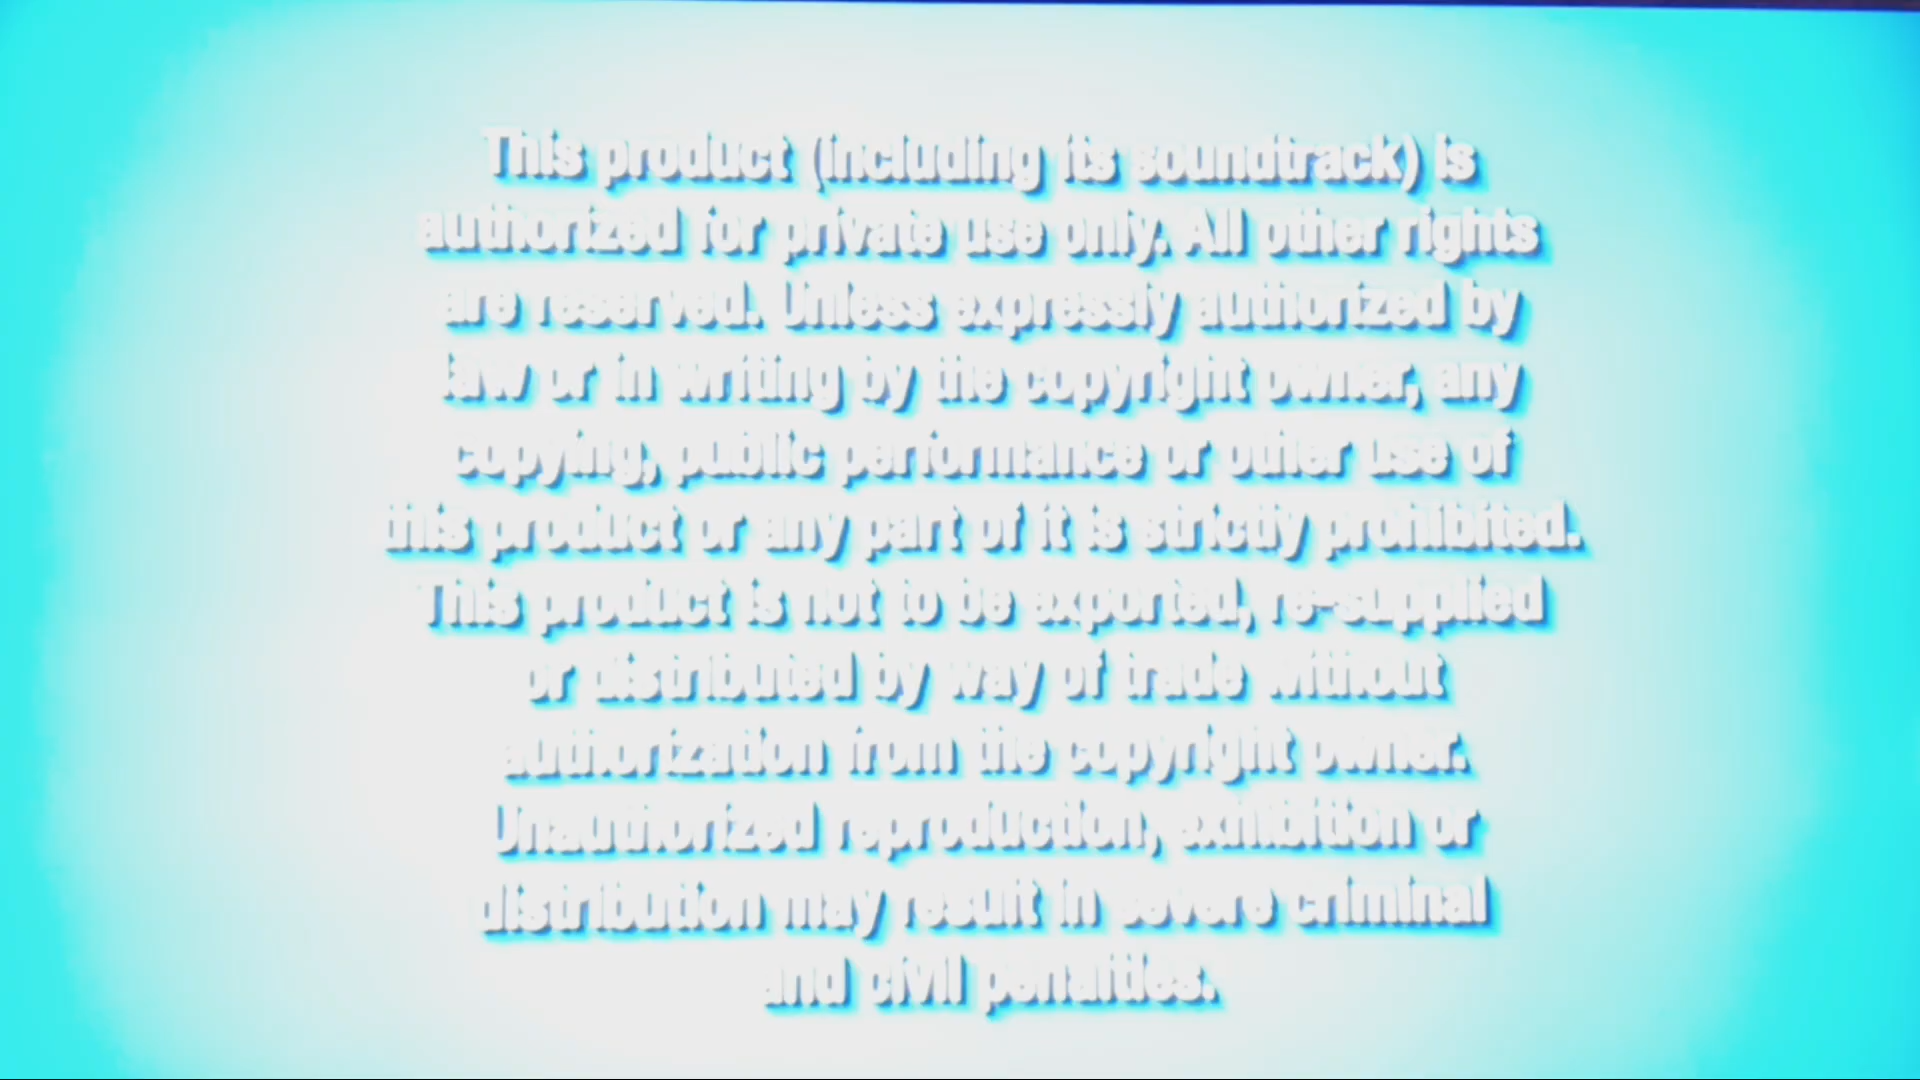 This product (including its soundtrack) is
authorized for private use only. All other rights
are reserved. Unless expressly authorized by
law or in writing by the copyright owner, any
copying, public performance or other use of
this product or any part of it is strictly prohibited.
This product is not to be exported, re-supplied
or distributed by way of trade without
authorization from the copyright owner.
Unauthorized reproduction, exhibition or
distribution may result in severe criminal
and civil penalties.